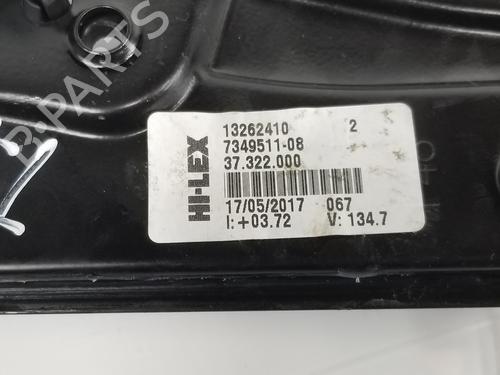 B-PARTS
HI-LEX
13262410 2
7349511-08
37.322.000
17/05/2017 067
I:+03.72 V: 134.7